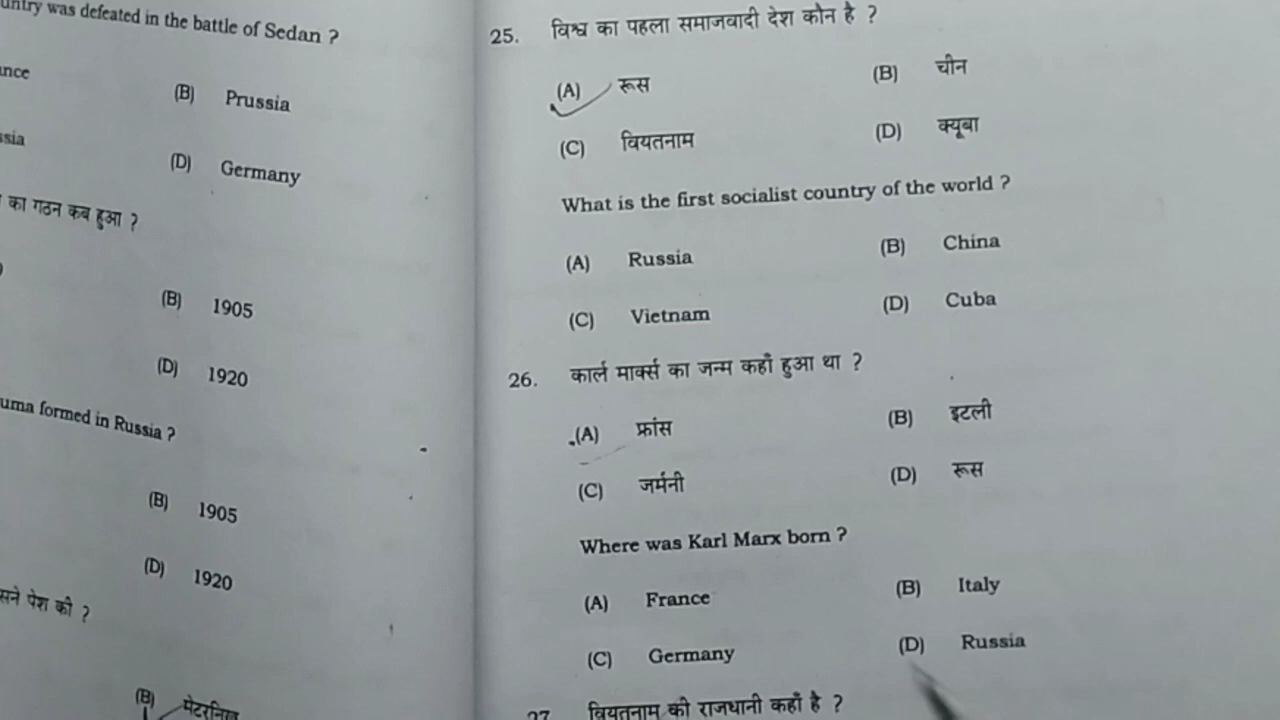 was defeated in the battle of Sedan ?
(B) Prussia
(D) Germany
का गठन कब हुआ ?
(B) 1905
(D) 1920
formed in Russia ?
(B) 1905
(D) 1920
पेश की ?
(B) मेटरनिख
25. विश्व का पहला समाजवादी देश कौन है ?
(A) रूस (B) चीन
(C) वियतनाम (D) क्यूबा
What is the first socialist country of the world ?
(A) Russia (B) China
(C) Vietnam (D) Cuba
26. कार्ल मार्क्स का जन्म कहाँ हुआ था ?
(A) फ्रांस (B) इटली
(C) जर्मनी (D) रूस
Where was Karl Marx born ?
(A) France (B) Italy
(C) Germany (D) Russia
27. वियतनाम की राजधानी कहाँ है ?